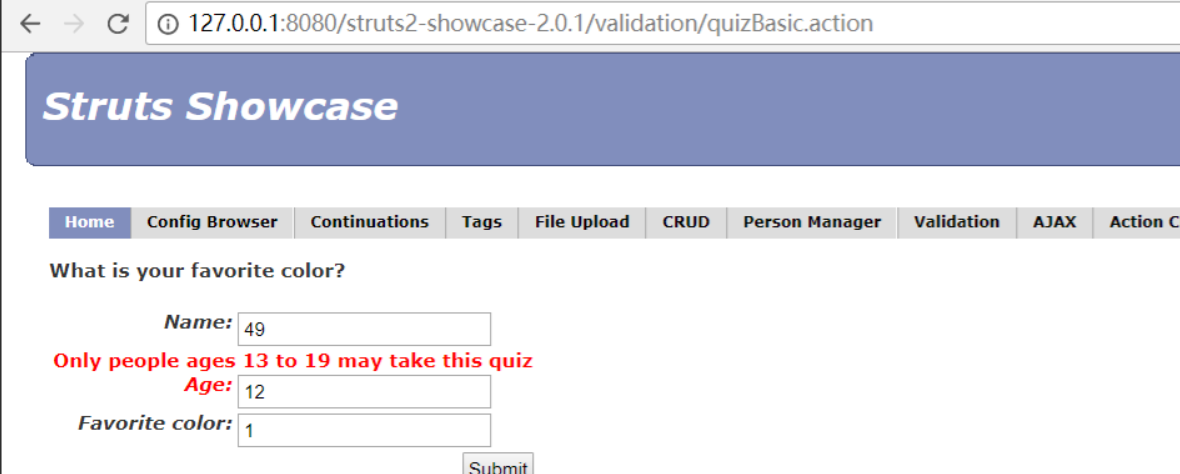 127.0.0.1:8080/struts2-showcase-2.0.1/validation/quizBasic.action
Struts Showcase
Home Config Browser Continuations Tags File Upload CRUD Person Manager Validation AJAX Action C
What is your favorite color?
Name: 49
Only people ages 13 to 19 may take this quiz
Age: 12
Favorite color: 1
Submit